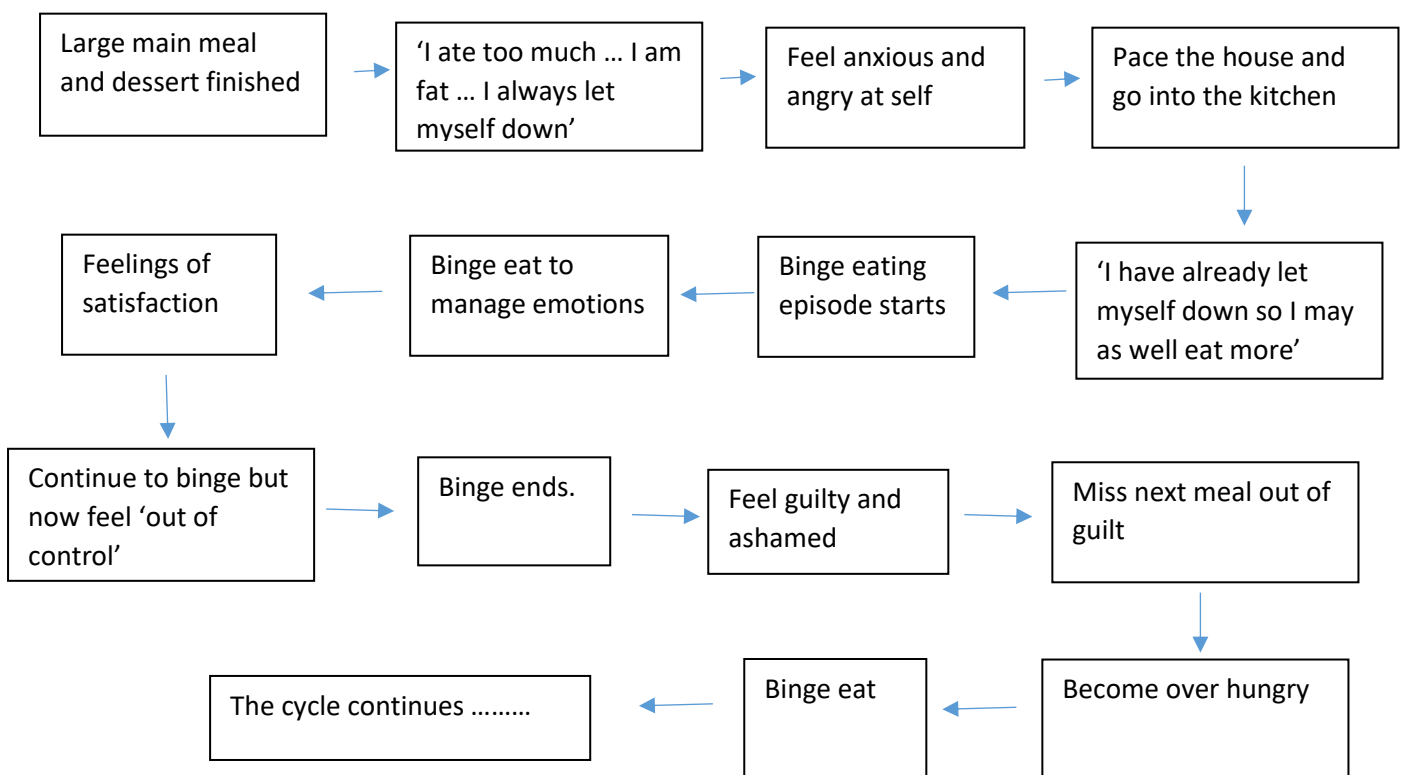 Large main meal
and dessert finished
‘I ate too much … I am
fat … I always let
myself down’
Feel anxious and
angry at self
Pace the house and
go into the kitchen
‘I have already let
myself down so I may
as well eat more’
Binge eating
episode starts
Binge eat to
manage emotions
Feelings of
satisfaction
Continue to binge but
now feel ‘out of
control’
Binge ends.
Feel guilty and
ashamed
Miss next meal out of
guilt
Become over hungry
Binge eat
The cycle continues ………